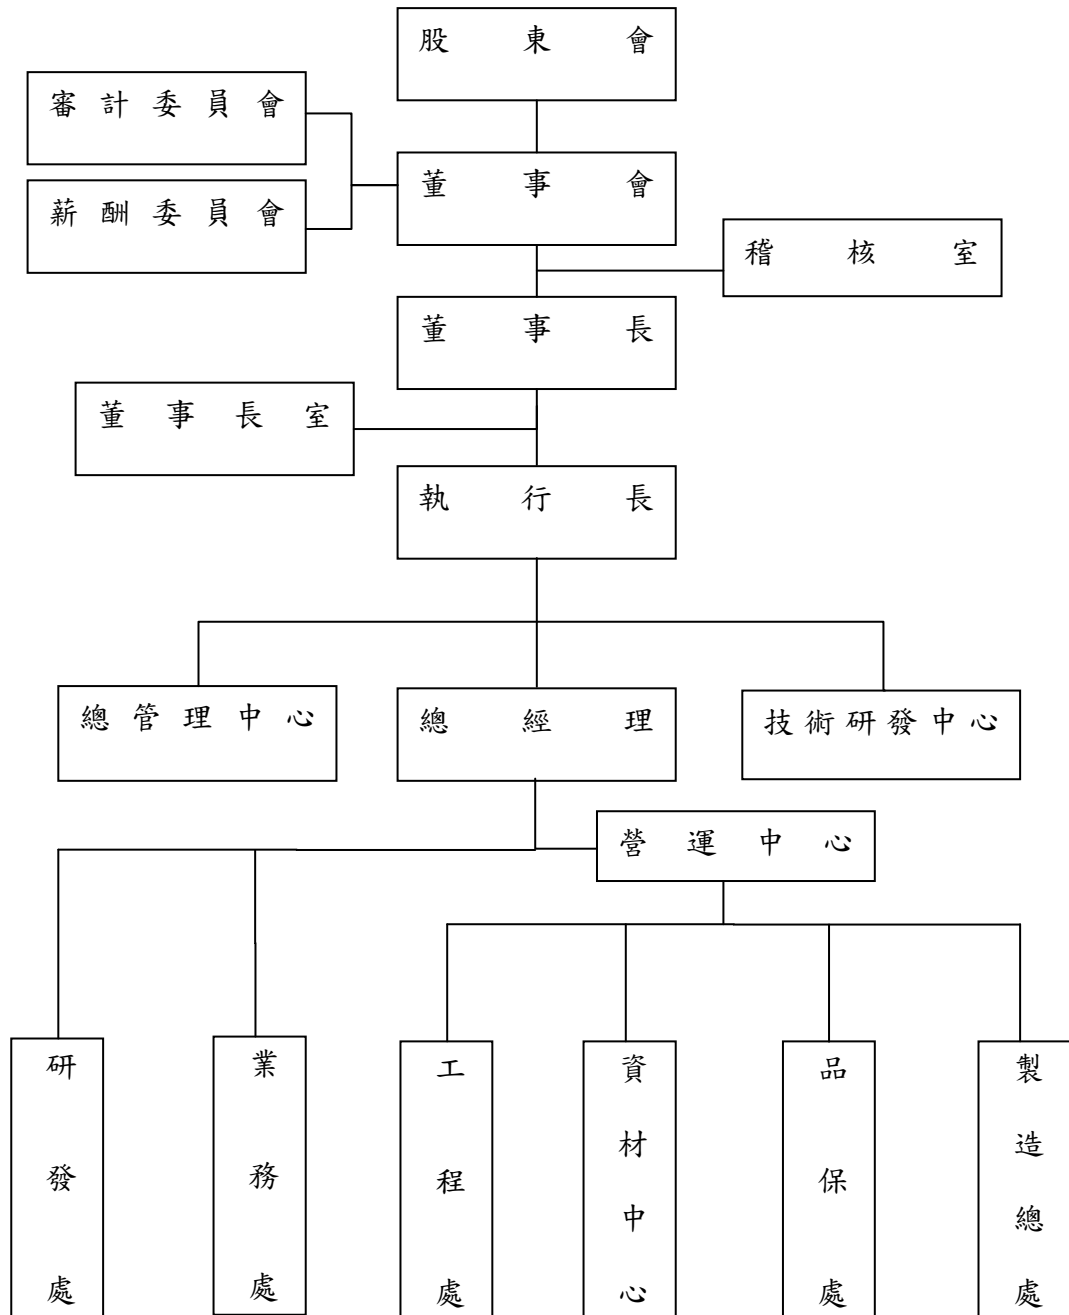 股東會
審計委員會
董事會
薪酬委員會
稽核室
董事長
董事長室
執行長
總管理中心
總經理
技術研發中心
營運中心
研發處
業務處
工程處
資材中心
品保處
製造總處